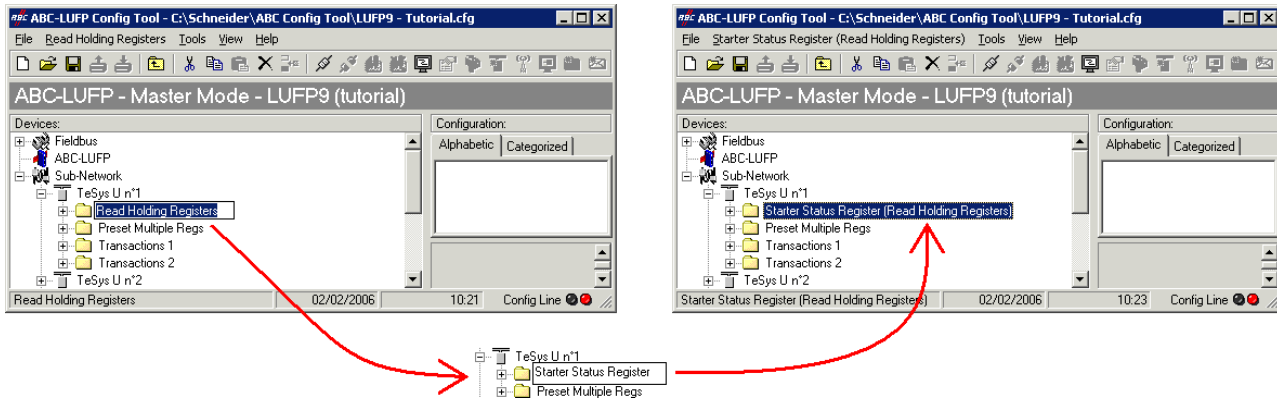 ABC-LUFP Config Tool - C:\Schneider\ABC Config Tool\LUFP9 - Tutorial.cfg
File Read Holding Registers Tools View Help
ABC-LUFP - Master Mode - LUFP9 (tutorial)
Devices:
Configuration:
Fieldbus
Alphabetic Categorized
ABC-LUFP
Sub-Network
TeSys U n°1
Read Holding Registers
Preset Multiple Regs
Transactions 1
Transactions 2
TeSys U n°2
Read Holding Registers 02/02/2006 10:21 Config Line
ABC-LUFP Config Tool - C:\Schneider\ABC Config Tool\LUFP9 - Tutorial.cfg
File Starter Status Register (Read Holding Registers) Tools View Help
ABC-LUFP - Master Mode - LUFP9 (tutorial)
Devices:
Configuration:
Fieldbus
Alphabetic Categorized
ABC-LUFP
Sub-Network
TeSys U n°1
Starter Status Register (Read Holding Registers)
Preset Multiple Regs
Transactions 1
Transactions 2
TeSys U n°2
Starter Status Register (Read Holding Registers) 02/02/2006 10:23 Config Line
TeSys U n°1
Starter Status Register
Preset Multiple Regs